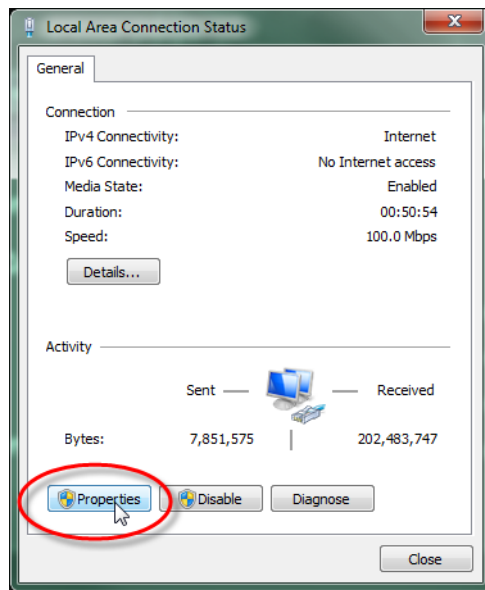 Local Area Connection Status
General
Connection
IPv4 Connectivity: Internet
IPv6 Connectivity: No Internet access
Media State: Enabled
Duration: 00:50:54
Speed: 100.0 Mbps
Details...
Activity
Sent — — Received
Bytes: 7,851,575 | 202,483,747
Properties Disable Diagnose
Close